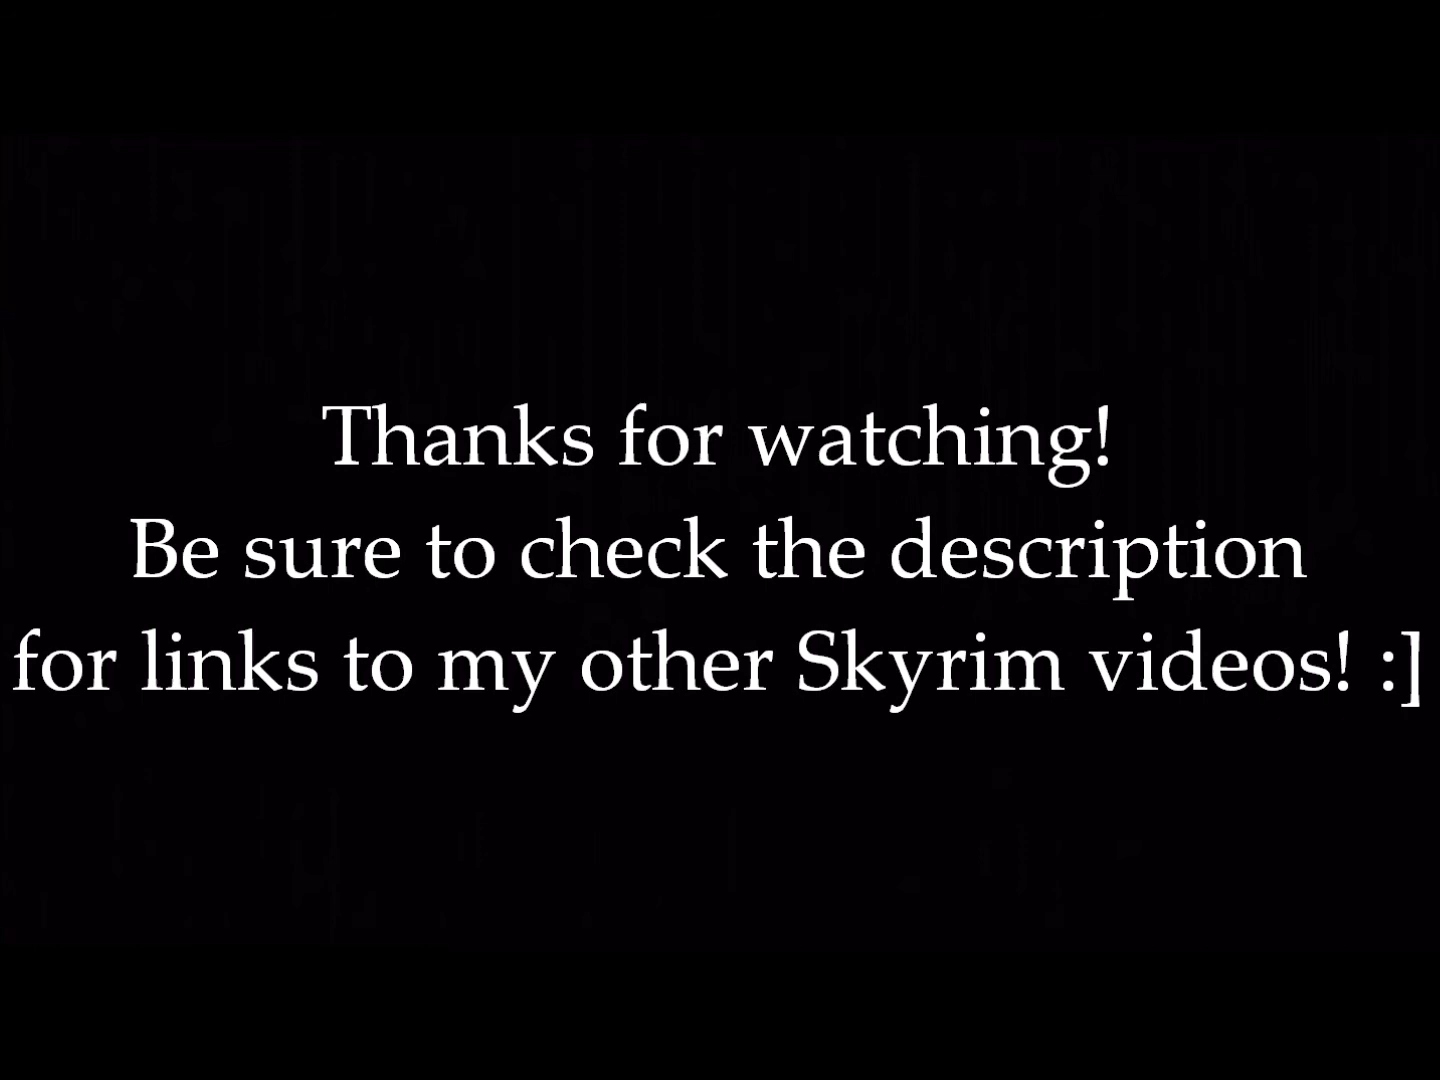 Thanks for watching!
Be sure to check the description
for links to my other Skyrim videos! :]